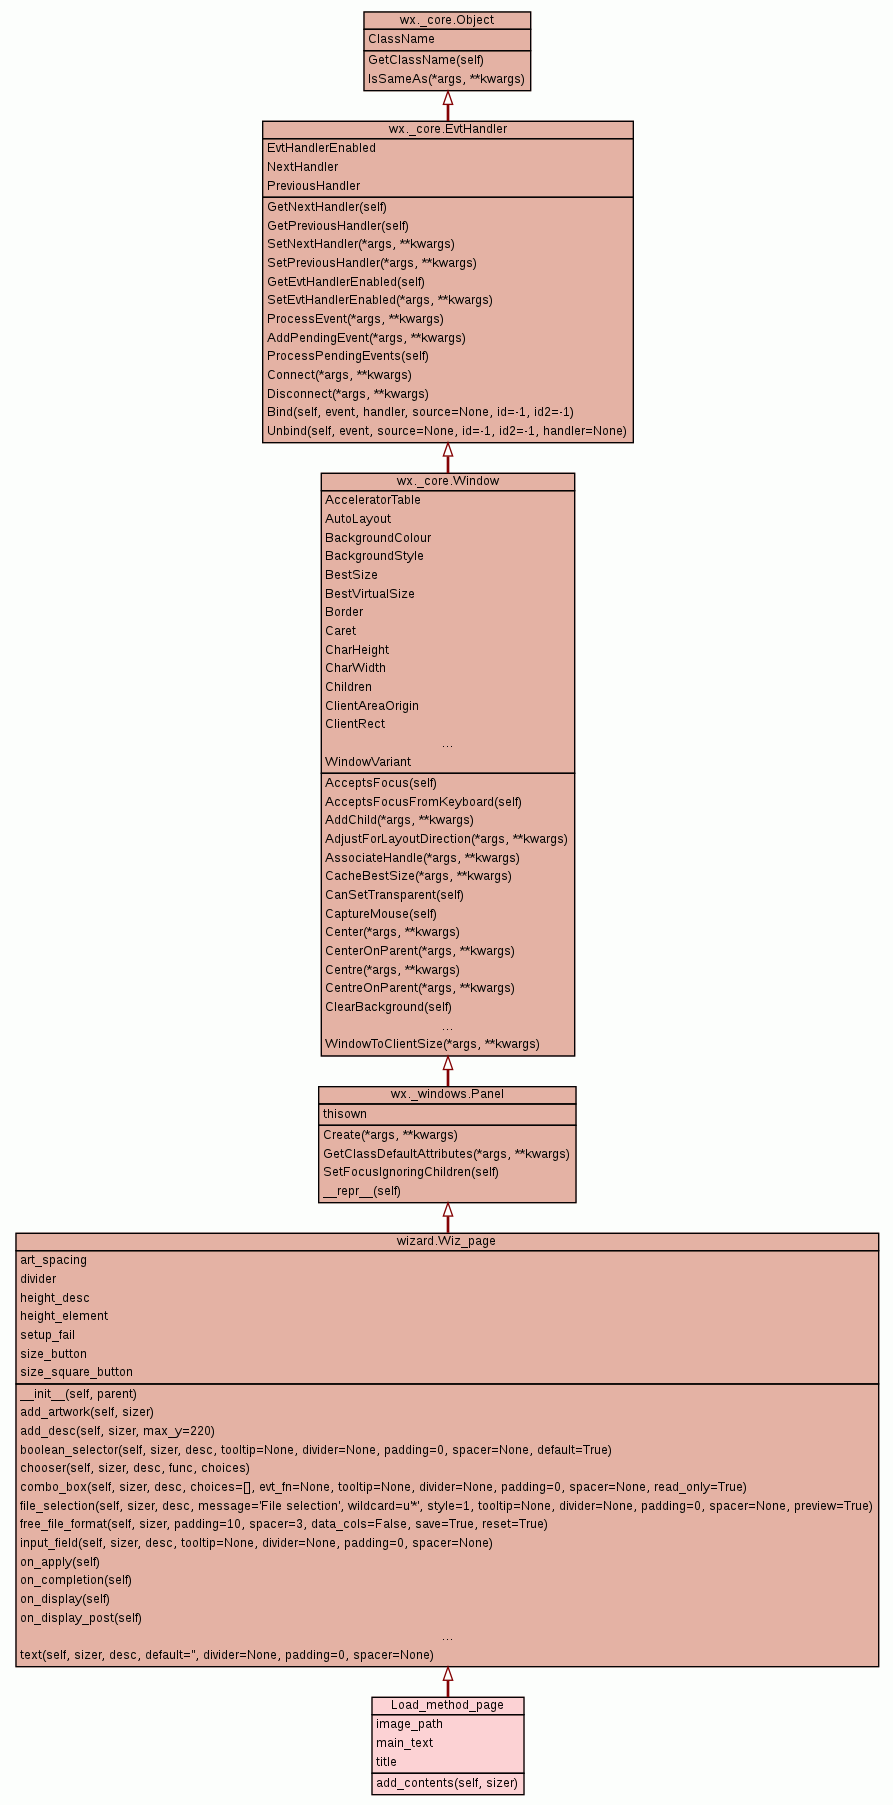 wx._core.Object
ClassName
GetClassName(self)
IsSameAs(*args, **kwargs)
wx._core.EvtHandler
EvtHandlerEnabled
NextHandler
PreviousHandler
GetNextHandler(self)
GetPreviousHandler(self)
SetNextHandler(*args, **kwargs)
SetPreviousHandler(*args, **kwargs)
GetEvtHandlerEnabled(self)
SetEvtHandlerEnabled(*args, **kwargs)
ProcessEvent(*args, **kwargs)
AddPendingEvent(*args, **kwargs)
ProcessPendingEvents(self)
Connect(*args, **kwargs)
Disconnect(*args, **kwargs)
Bind(self, event, handler, source=None, id=-1, id2=-1)
Unbind(self, event, source=None, id=-1, id2=-1, handler=None)
wx._core.Window
AcceleratorTable
AutoLayout
BackgroundColour
BackgroundStyle
BestSize
BestVirtualSize
Border
Caret
CharHeight
CharWidth
Children
ClientAreaOrigin
ClientRect
...
WindowVariant
AcceptsFocus(self)
AcceptsFocusFromKeyboard(self)
AddChild(*args, **kwargs)
AdjustForLayoutDirection(*args, **kwargs)
AssociateHandle(*args, **kwargs)
CacheBestSize(*args, **kwargs)
CanSetTransparent(self)
CaptureMouse(self)
Center(*args, **kwargs)
CenterOnParent(*args, **kwargs)
Centre(*args, **kwargs)
CentreOnParent(*args, **kwargs)
ClearBackground(self)
...
WindowToClientSize(*args, **kwargs)
wx._windows.Panel
thisown
Create(*args, **kwargs)
GetClassDefaultAttributes(*args, **kwargs)
SetFocusIgnoringChildren(self)
__repr__(self)
wizard.Wiz_page
art_spacing
divider
height_desc
height_element
setup_fail
size_button
size_square_button
__init__(self, parent)
add_artwork(self, sizer)
add_desc(self, sizer, max_y=220)
boolean_selector(self, sizer, desc, tooltip=None, divider=None, padding=0, spacer=None, default=True)
chooser(self, sizer, desc, func, choices)
combo_box(self, sizer, desc, choices=[], evt_fn=None, tooltip=None, divider=None, padding=0, spacer=None, read_only=True)
file_selection(self, sizer, desc, message='File selection', wildcard=u'*', style=1, tooltip=None, divider=None, padding=0, spacer=None, preview=True)
free_file_format(self, sizer, padding=10, spacer=3, data_cols=False, save=True, reset=True)
input_field(self, sizer, desc, tooltip=None, divider=None, padding=0, spacer=None)
on_apply(self)
on_completion(self)
on_display(self)
on_display_post(self)
...
text(self, sizer, desc, default='', divider=None, padding=0, spacer=None)
Load_method_page
image_path
main_text
title
add_contents(self, sizer)